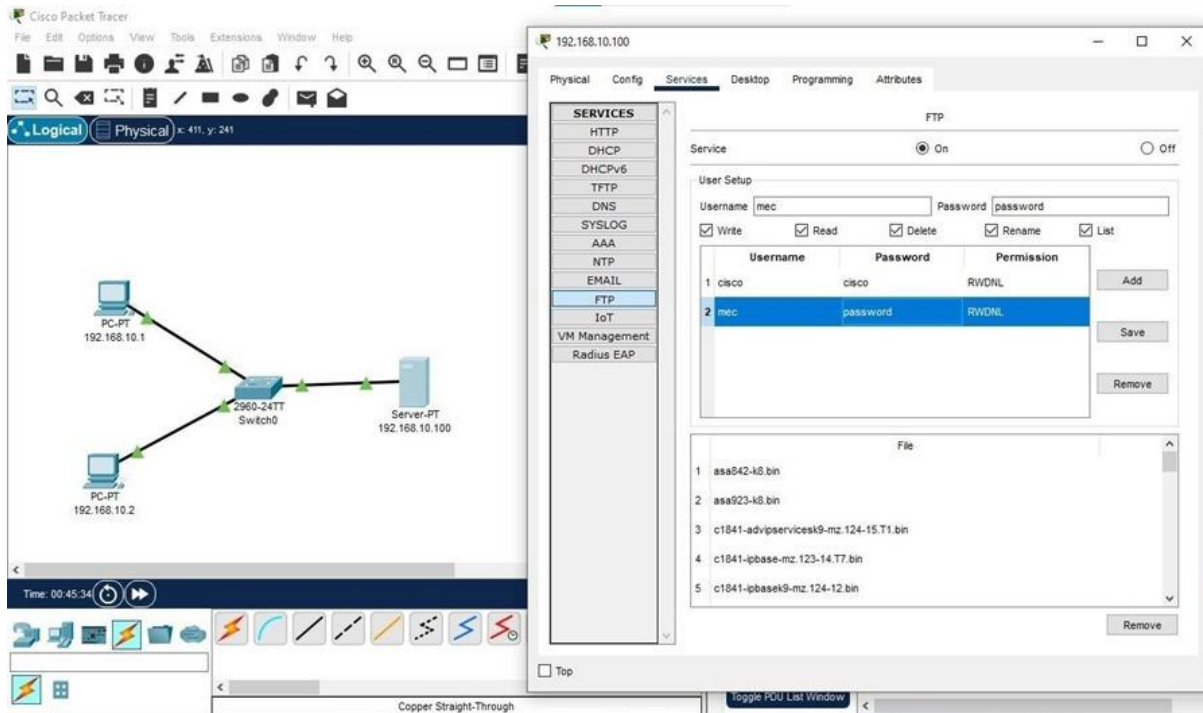 Cisco Packet Tracer
File Edit Options View Tools Extensions Window Help
Logical Physical x: 411, y: 241
PC-PT
192.168.10.1
2960-24TT
Switch0
Server-PT
192.168.10.100
PC-PT
192.168.10.2
Time: 00:45:34
Copper Straight-Through
Toggle PDU List Window
192.168.10.100
Physical Config Services Desktop Programming Attributes
SERVICES
HTTP
DHCP
DHCPv6
TFTP
DNS
SYSLOG
AAA
NTP
EMAIL
FTP
IoT
VM Management
Radius EAP
FTP
Service On Off
User Setup
Username mec Password password
Write Read Delete Rename List
Username Password Permission
1 cisco cisco RWDNL
2 mec password RWDNL
Add
Save
Remove
File
1 asa842-k8.bin
2 asa923-k8.bin
3 c1841-advipservicesk9-mz.124-15.T1.bin
4 c1841-ipbase-mz.123-14.T7.bin
5 c1841-ipbasek9-mz.124-12.bin
Remove
Top